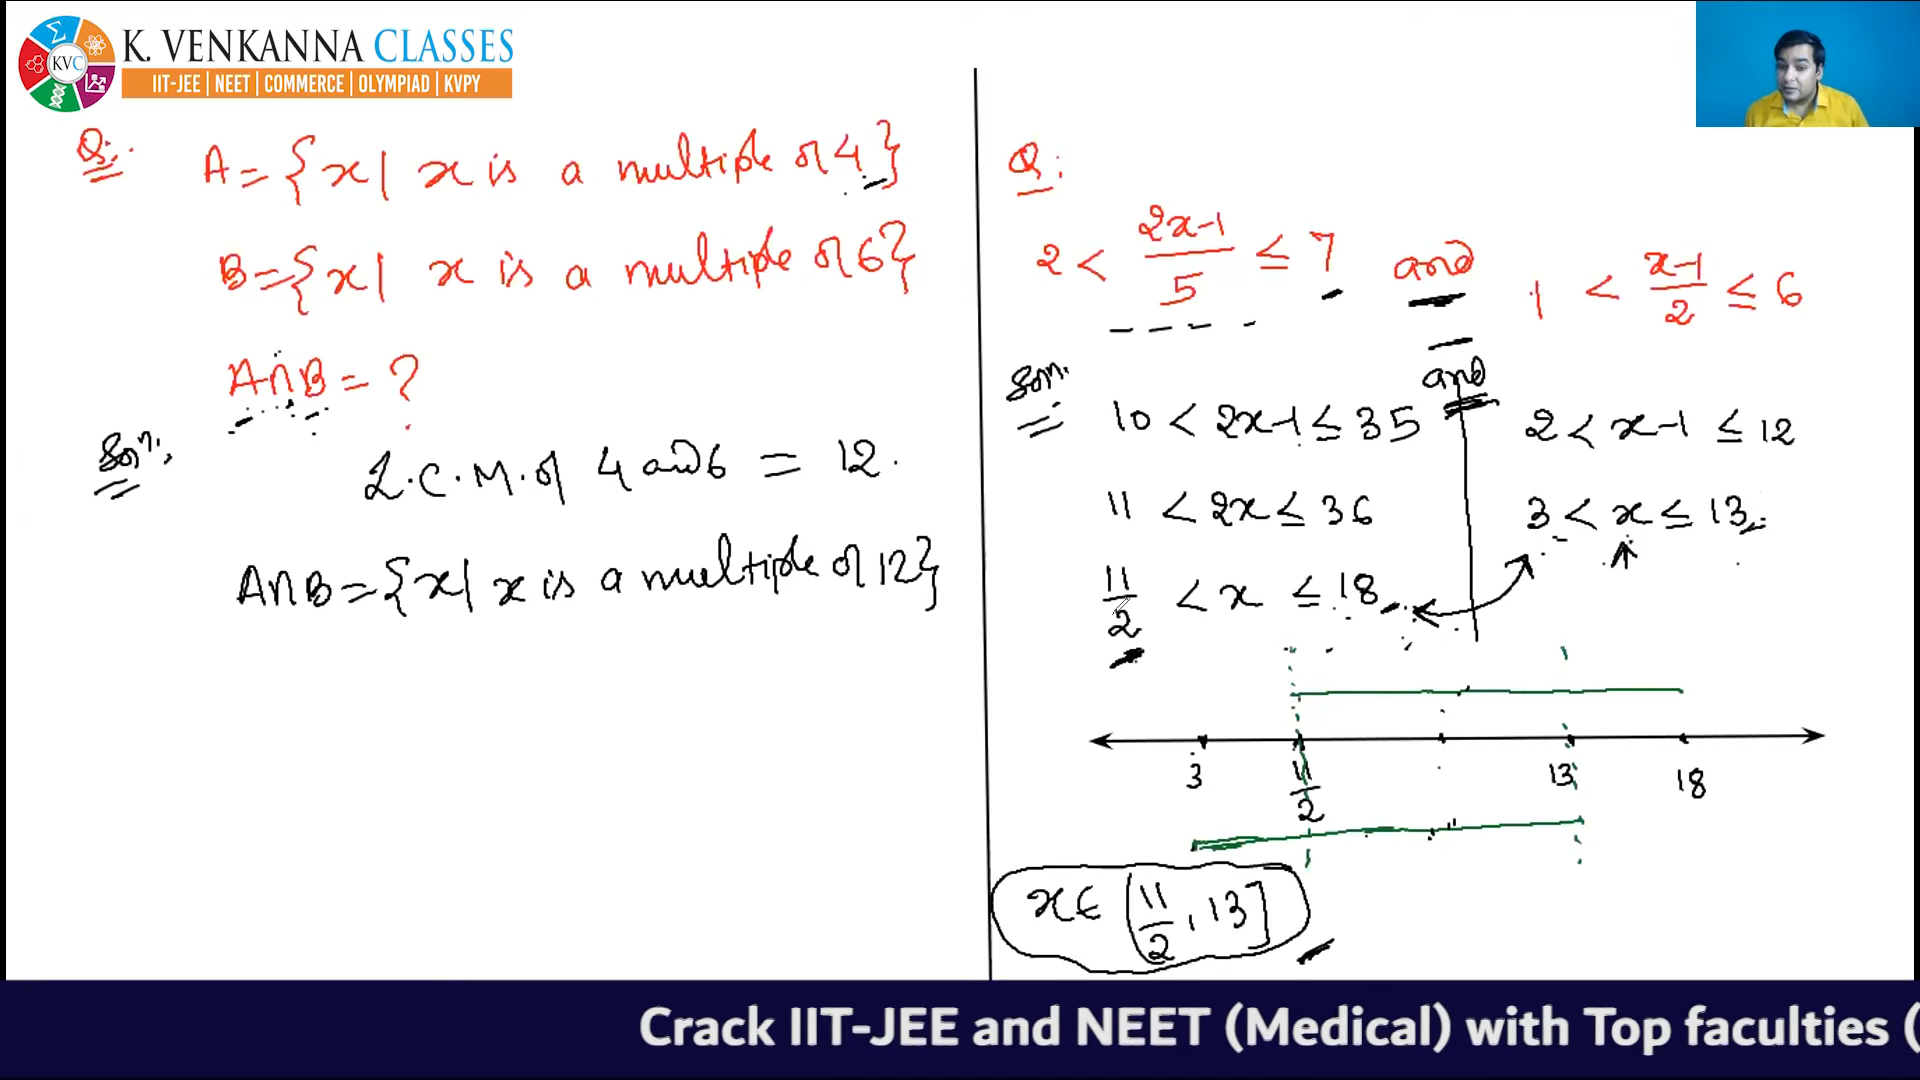 KVC
K. VENKANNA CLASSES
IIT-JEE | NEET | COMMERCE | OLYMPIAD | KVPY
Q:
A = {x | x is a multiple of 4}
B = {x | x is a multiple of 6}
A∩B = ?
Soln:
L.C.M. of 4 and 6 = 12.
A∩B = {x | x is a multiple of 12}
Q:
2 < (2x-1)/5 ≤ 7 and 1 < (x-1)/2 ≤ 6
Soln: and
10 < 2x-1 ≤ 35
11 < 2x ≤ 36
11/2 < x ≤ 18
2 < x-1 ≤ 12
3 < x ≤ 13
3 11/2 13 18
x∈ (11/2, 13]
Crack IIT-JEE and NEET (Medical) with Top faculties (